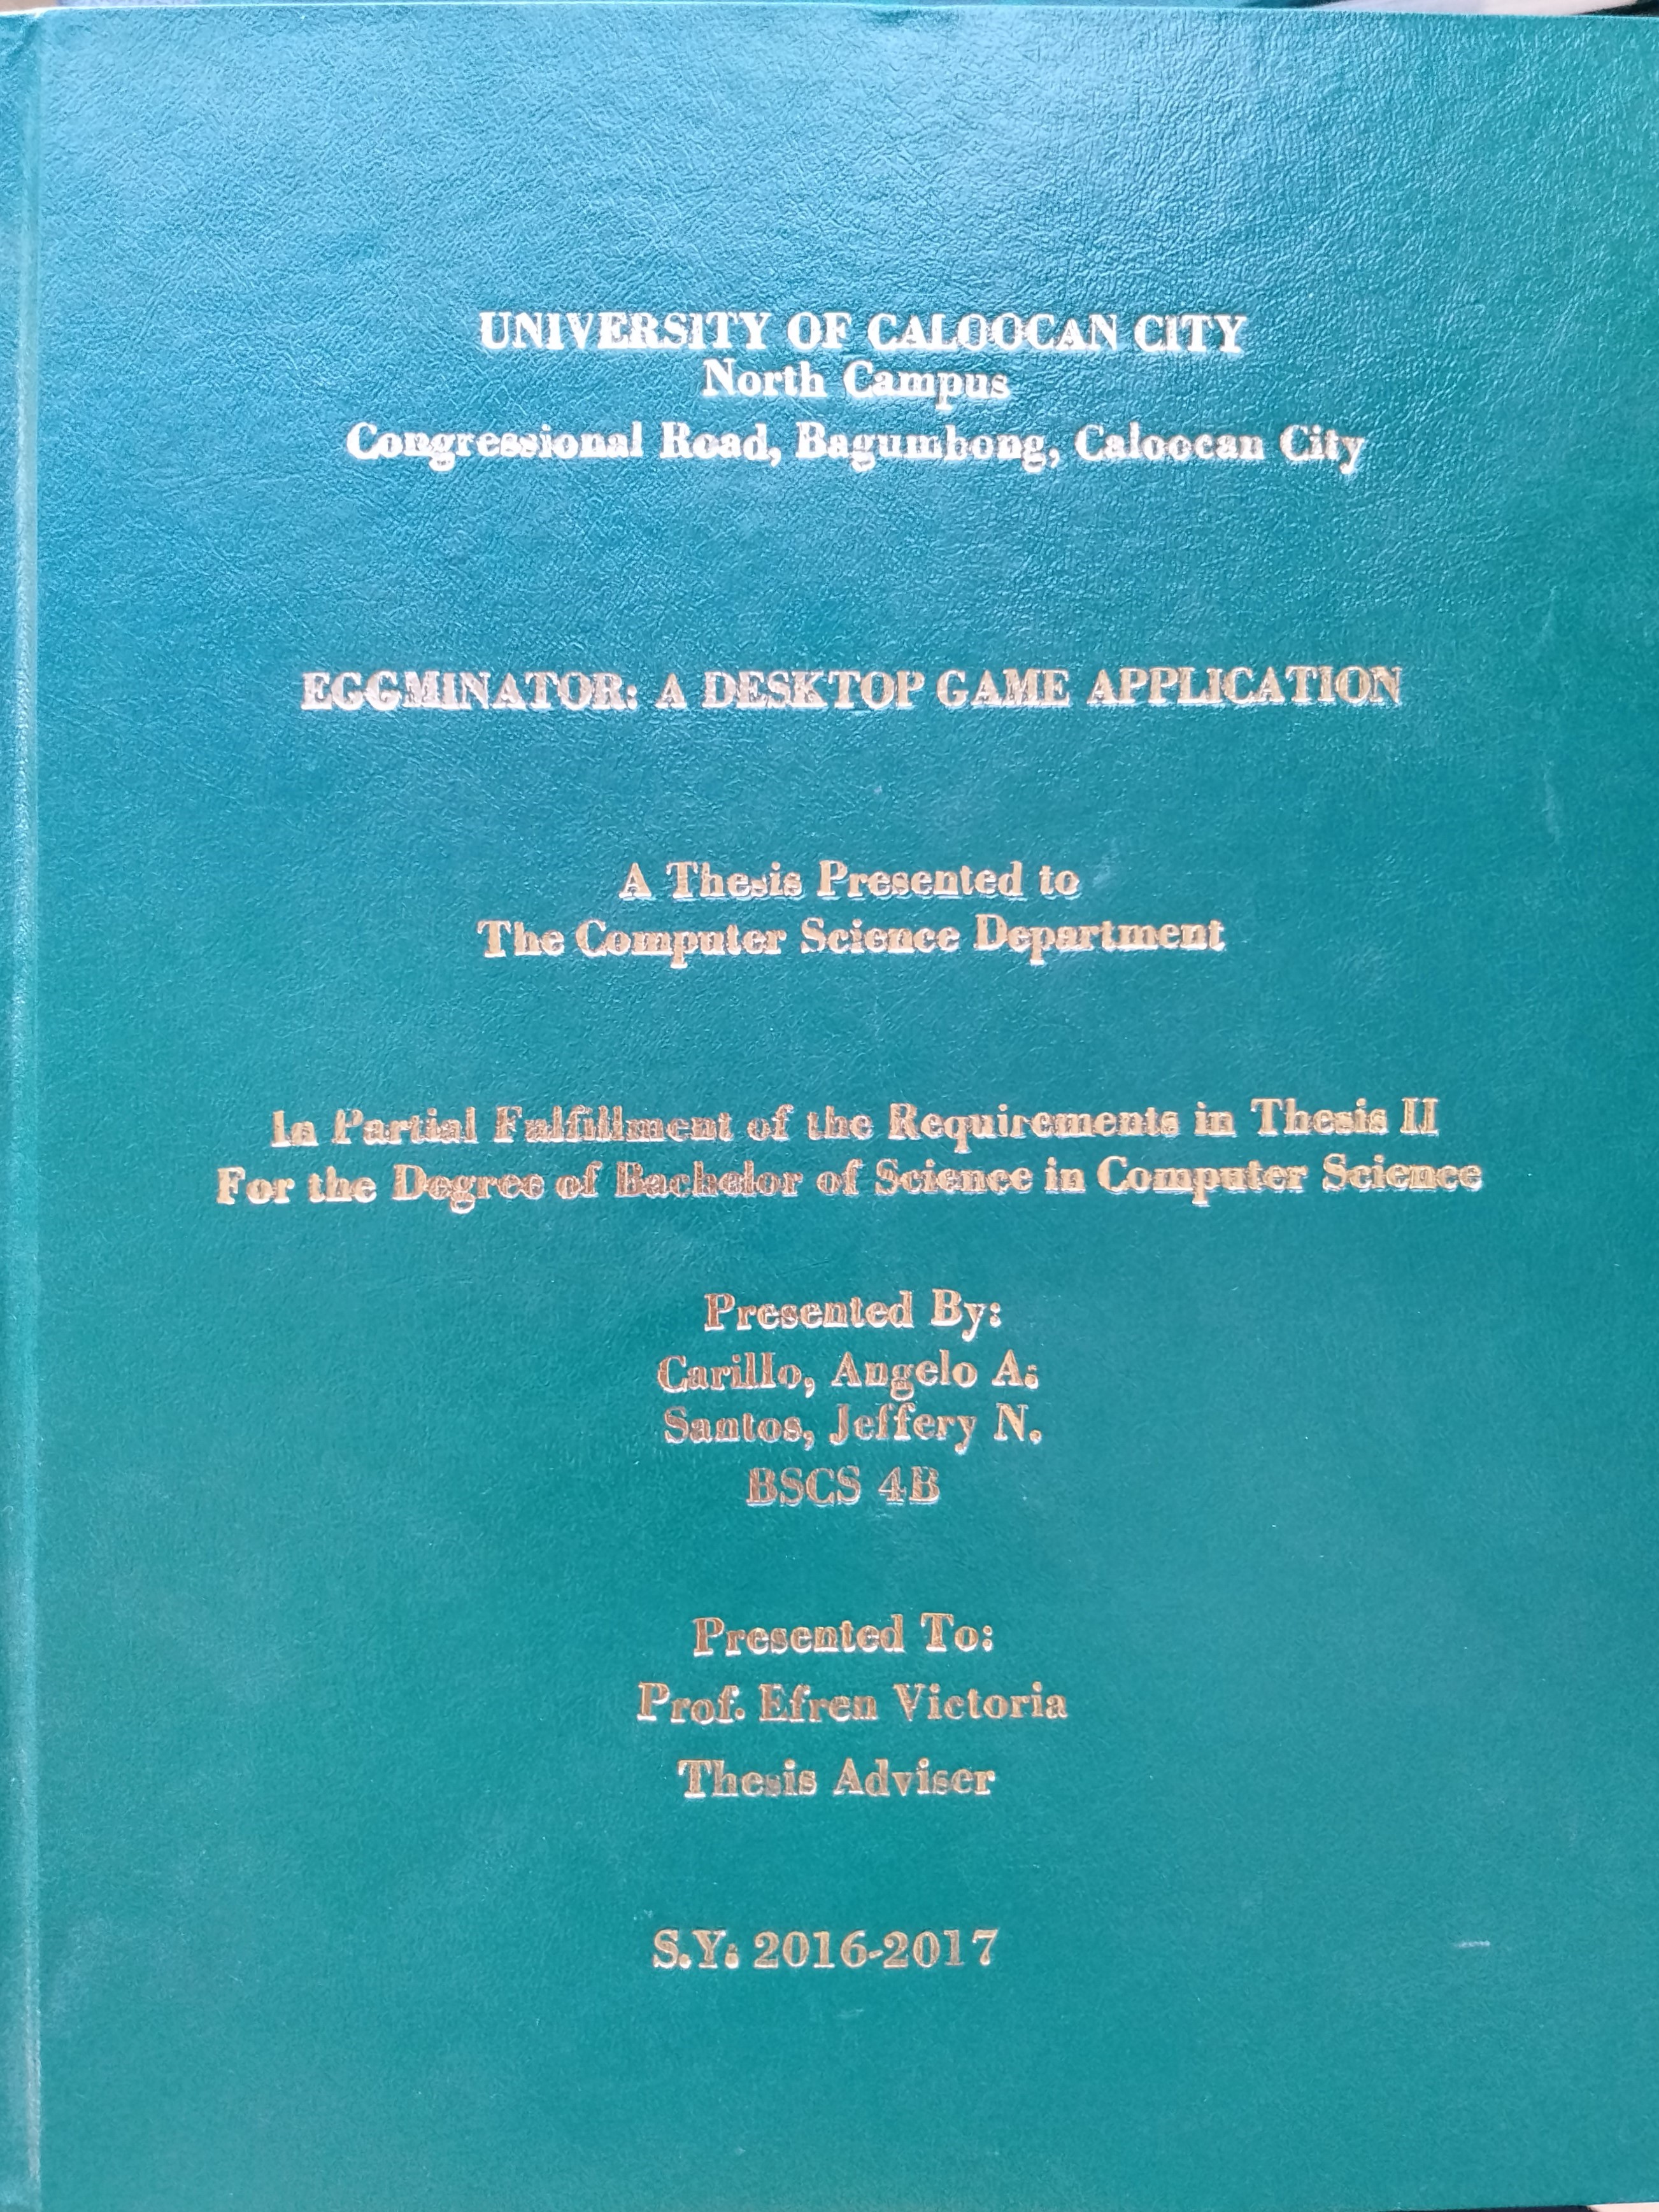 UNIVERSITY OF CALOOCAN CITY
North Campus
Congressional Road, Bagumbong, Caloocan City
EGGMINATOR: A DESKTOP GAME APPLICATION
A Thesis Presented to
The Computer Science Department
In Partial Fulfillment of the Requirements in Thesis II
For the Degree of Bachelor of Science in Computer Science
Presented By:
Carillo, Angelo A.
Santos, Jeffery N.
BSCS 4B
Presented To:
Prof. Efren Victoria
Thesis Adviser
S.Y. 2016-2017